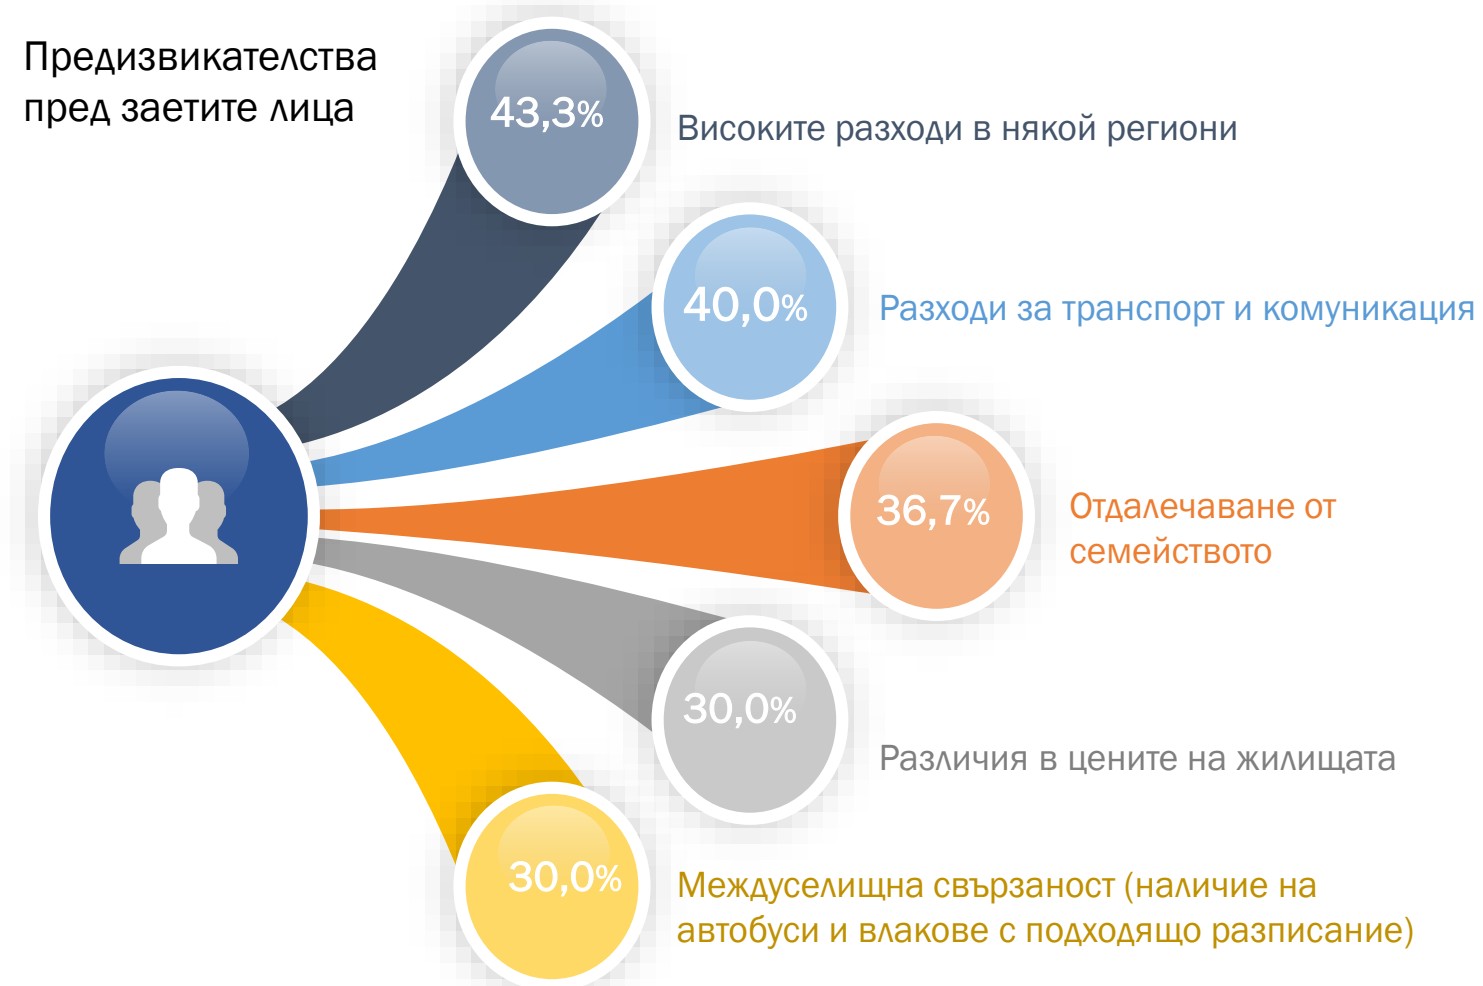 Предизвикателства
пред заетите лица
43,3%
Високите разходи в някой региони
40,0%
Разходи за транспорт и комуникация
36,7%
Отдалечаване от
семейството
30,0%
Различия в цените на жилищата
30,0%
Междуселищна свързаност (наличие на
автобуси и влакове с подходящо разписание)